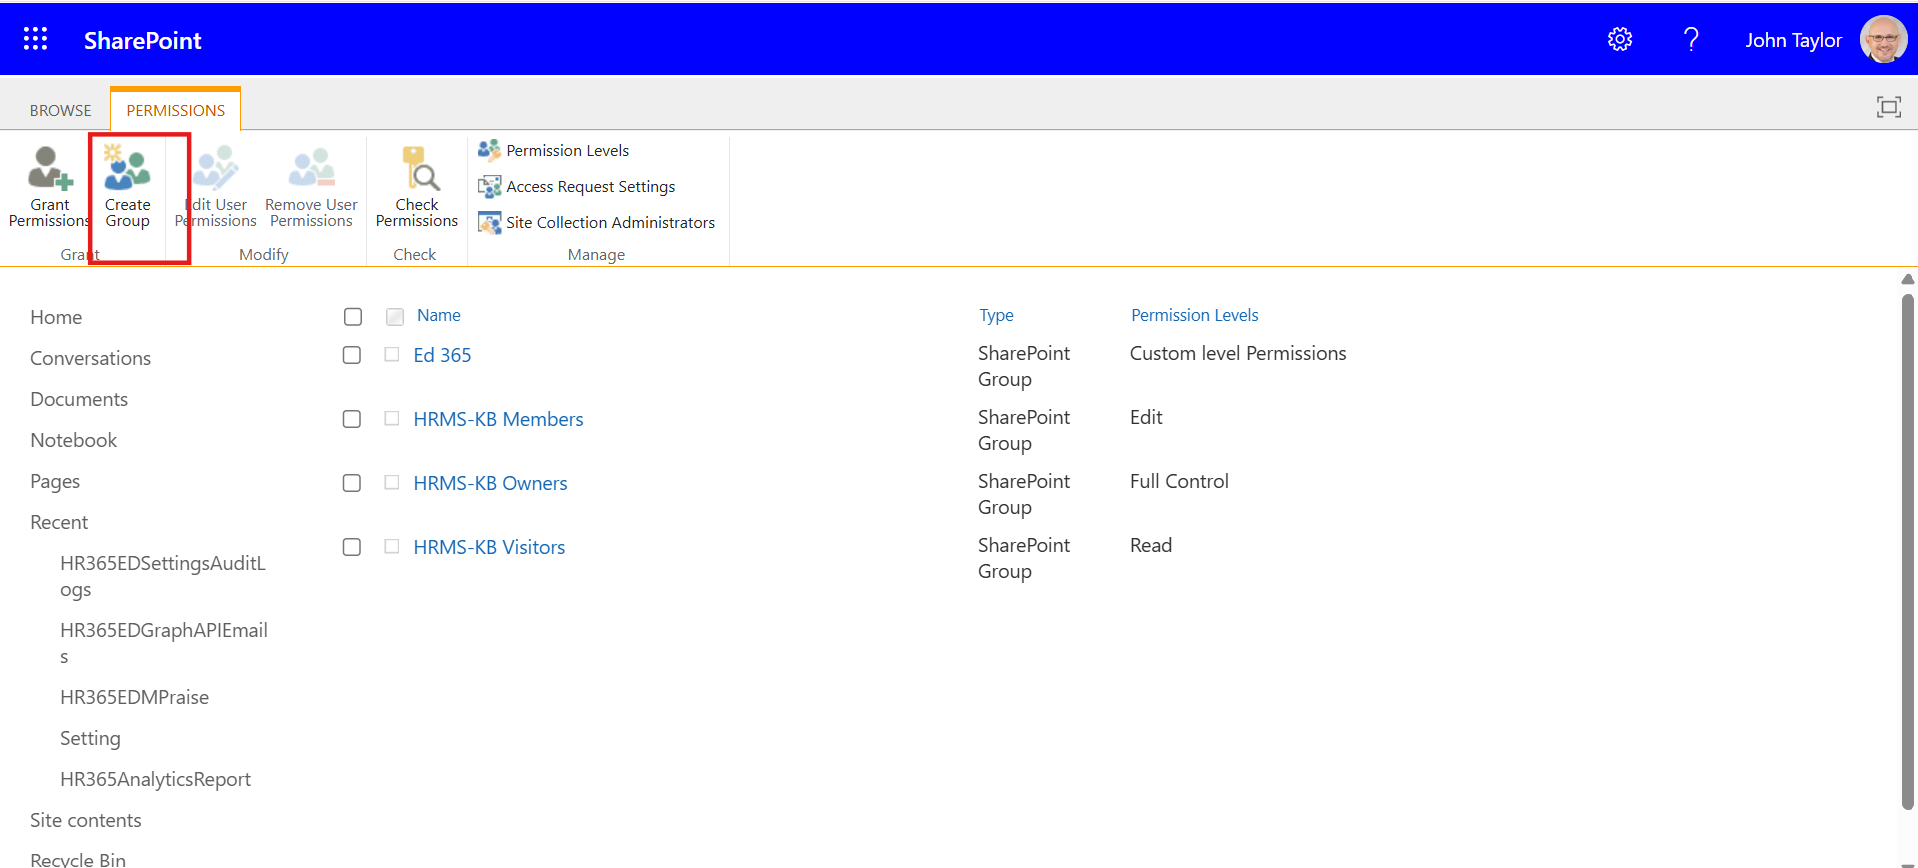 SharePoint
?
John Taylor
BROWSE
PERMISSIONS
Grant
Permissions
Create
Group
Edit User
Permissions
Remove User
Permissions
Check
Permissions
Permission Levels
Access Request Settings
Site Collection Administrators
Grant
Modify
Check
Manage
Home
Conversations
Documents
Notebook
Pages
Recent
HR365EDSettingsAuditL
ogs
HR365EDGraphAPIEmail
s
HR365EDMPraise
Setting
HR365AnalyticsReport
Site contents
Recycle Bin
Name
Type
Permission Levels
Ed 365
SharePoint
Group
Custom level Permissions
HRMS-KB Members
SharePoint
Group
Edit
HRMS-KB Owners
SharePoint
Group
Full Control
HRMS-KB Visitors
SharePoint
Group
Read